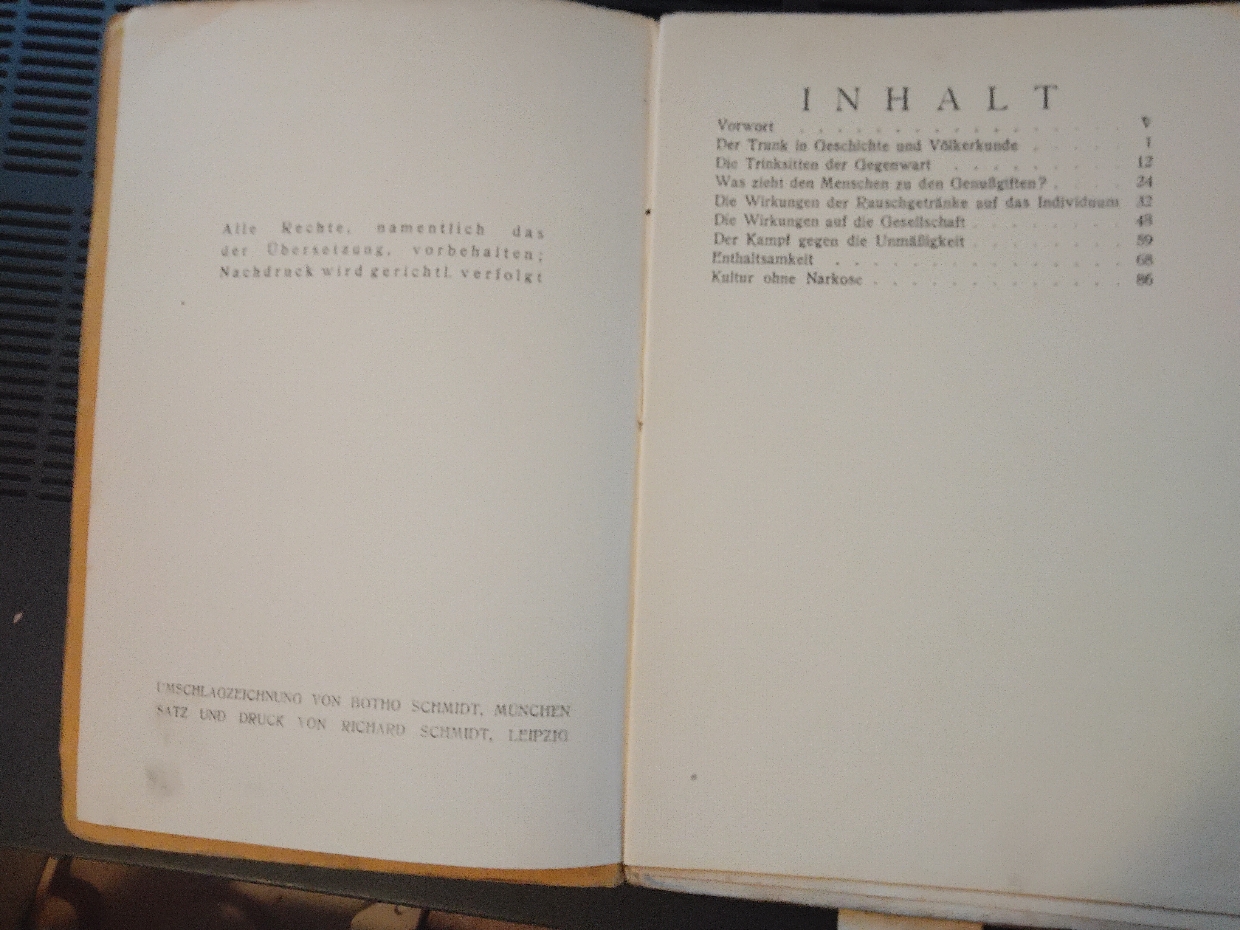 Alle Rechte, namentlich das
der Übersetzung, vorbehalten;
Nachdruck wird gerichtl. verfolgt
UMSCHLAGZEICHNUNG VON BOTHO SCHMIDT, MÜNCHEN
SATZ UND DRUCK VON RICHARD SCHMIDT, LEIPZIG
INHALT
Vorwort . . . . . . . . . . . . . . V
Der Trunk in Geschichte und Völkerkunde . . . . . 1
Die Trinksitten der Gegenwart . . . . . . . 12
Was zieht den Menschen zu den Genußgiften? . . . . 24
Die Wirkungen der Rauschgetränke auf das Individuum 32
Die Wirkungen auf die Gesellschaft . . . . . . . 48
Der Kampf gegen die Unmäßigkeit . . . . . . . 59
Enthaltsamkeit . . . . . . . . . . . . . 68
Kultur ohne Narkose . . . . . . . . . . . 86